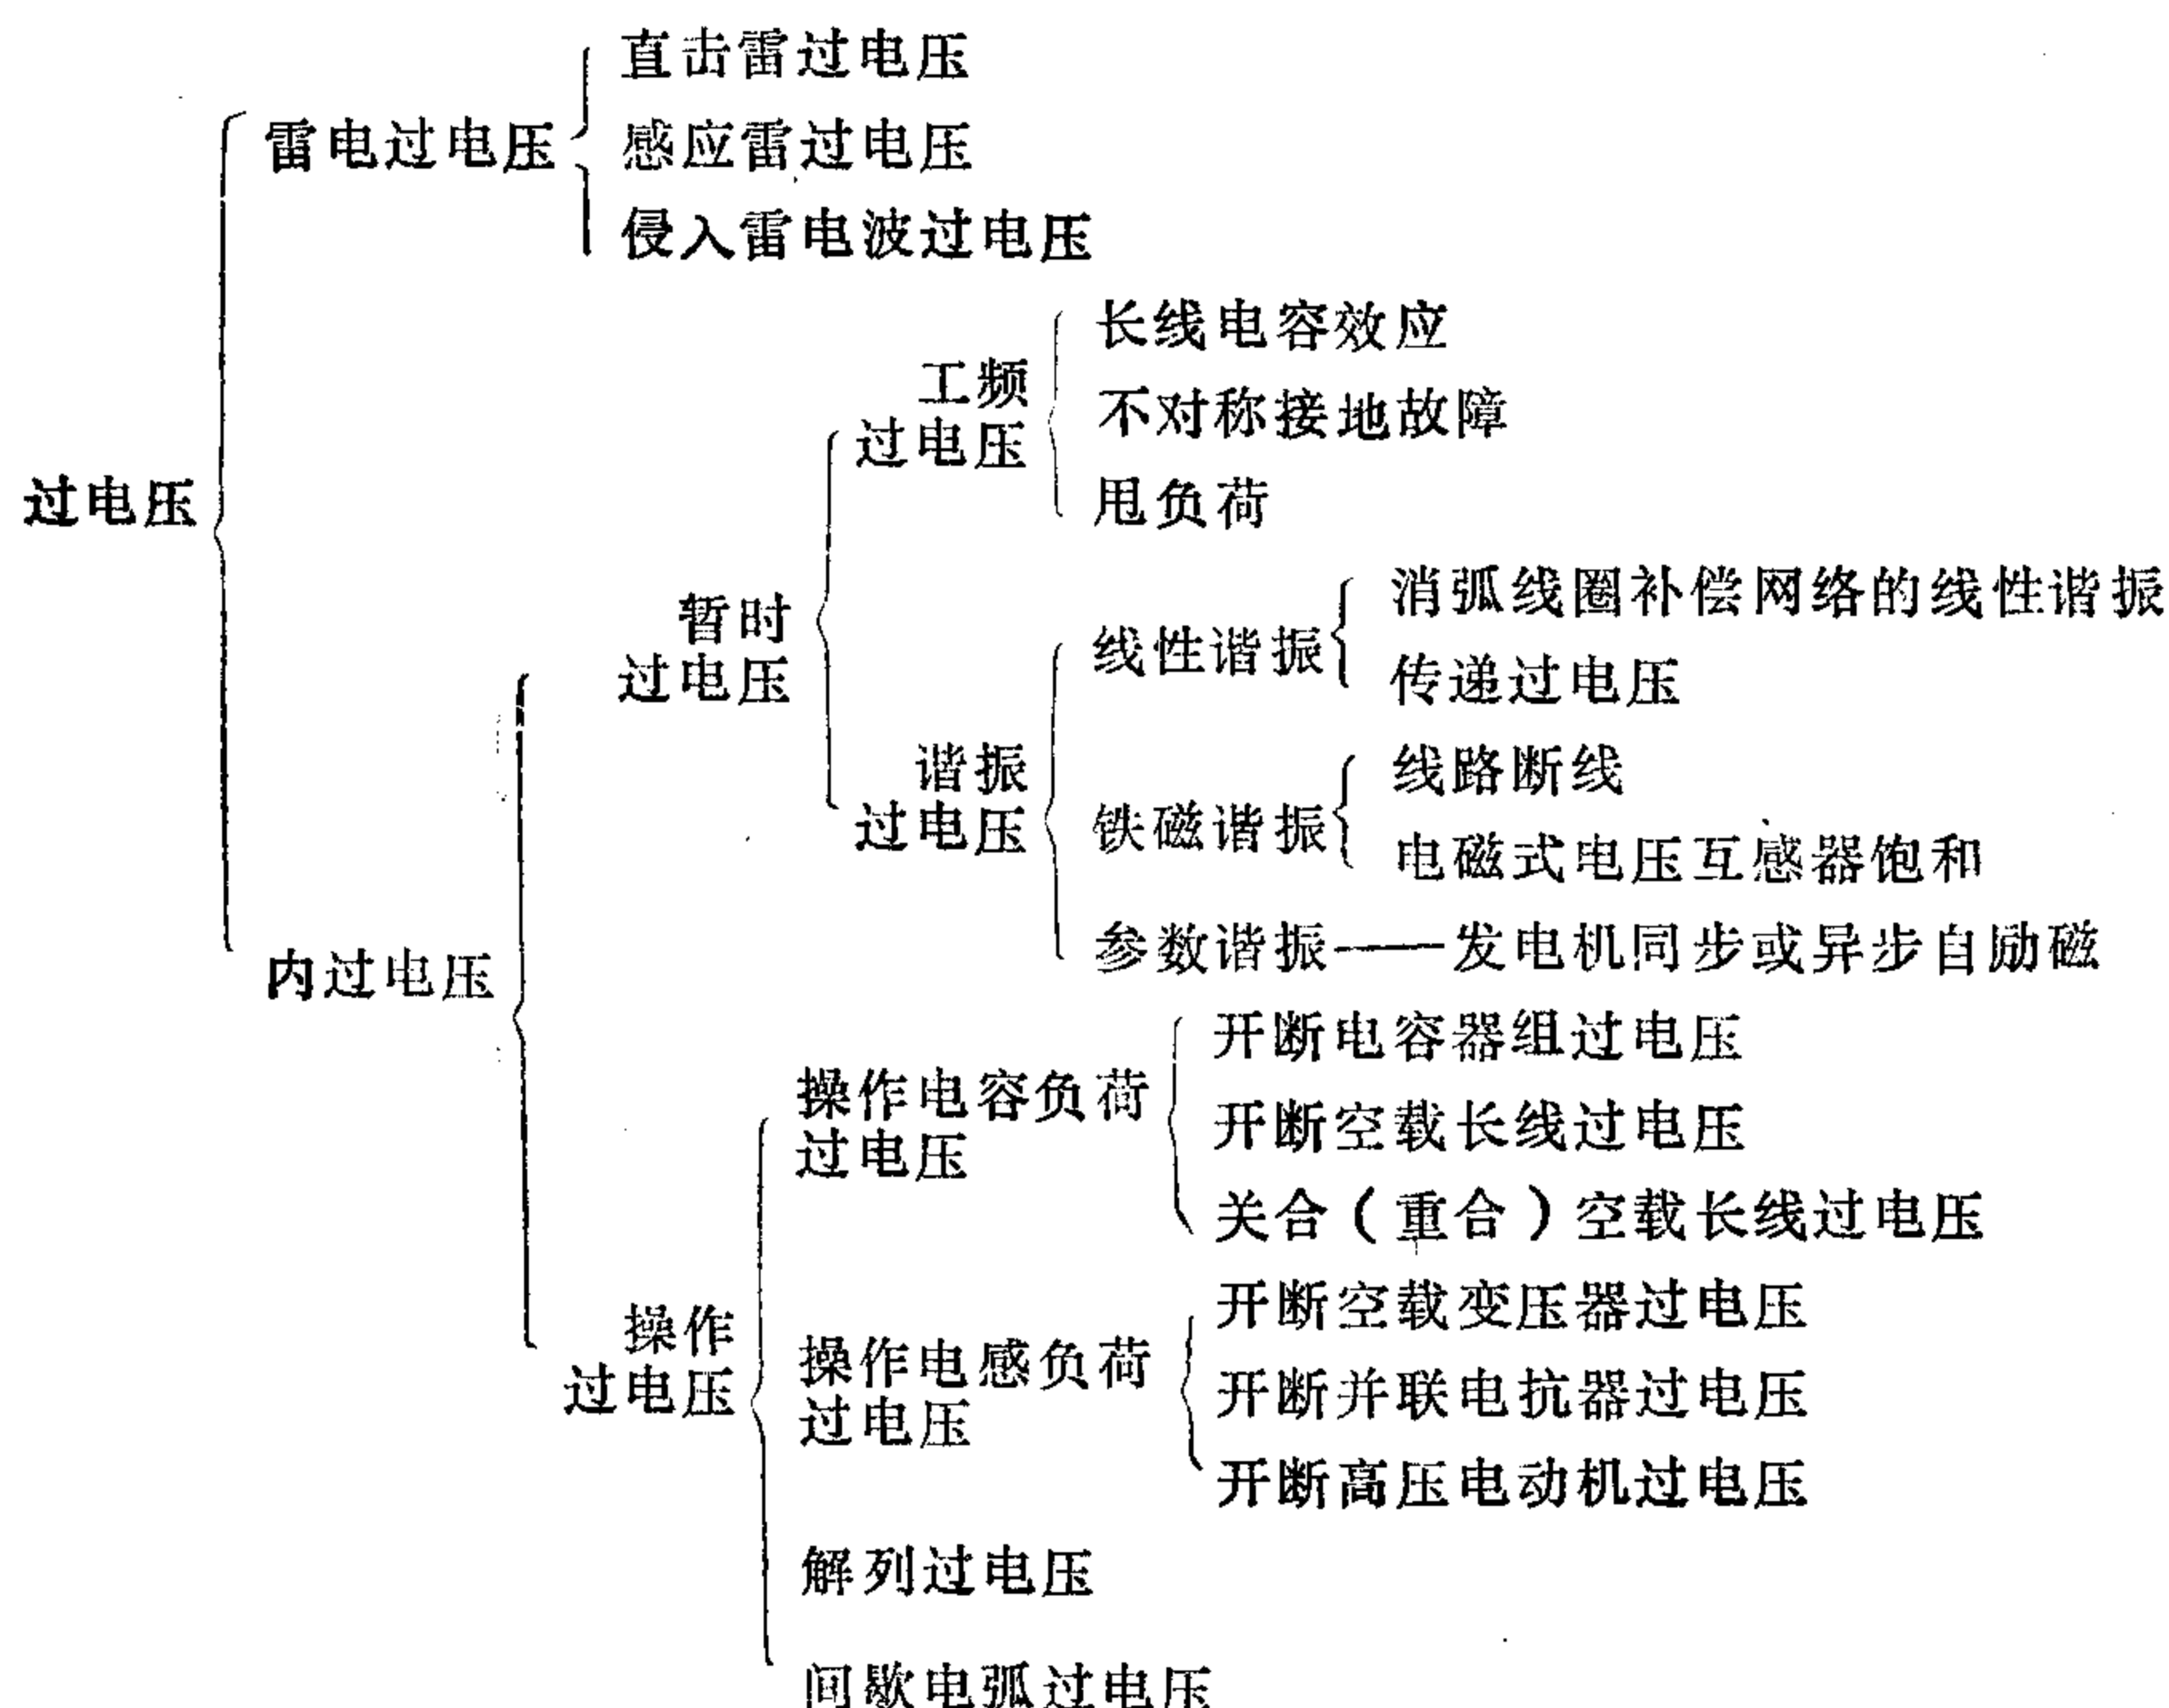 直击雷过电压
雷电过电压
感应雷过电压
侵入雷电波过电压
长线电容效应
工频
过电压
不对称接地故障
甩负荷
过电压
暂时
过电压
消弧线圈补偿网络的线性谐振
线性谐振
传递过电压
谐振
过电压
线路断线
铁磁谐振
电磁式电压互感器饱和
参数谐振——发电机同步或异步自励磁
内过电压
开断电容器组过电压
操作电容负荷
过电压
开断空载长线过电压
关合(重合)空载长线过电压
开断空载变压器过电压
操作
过电压
操作电感负荷
过电压
开断并联电抗器过电压
开断高压电动机过电压
解列过电压
间歇电弧过电压